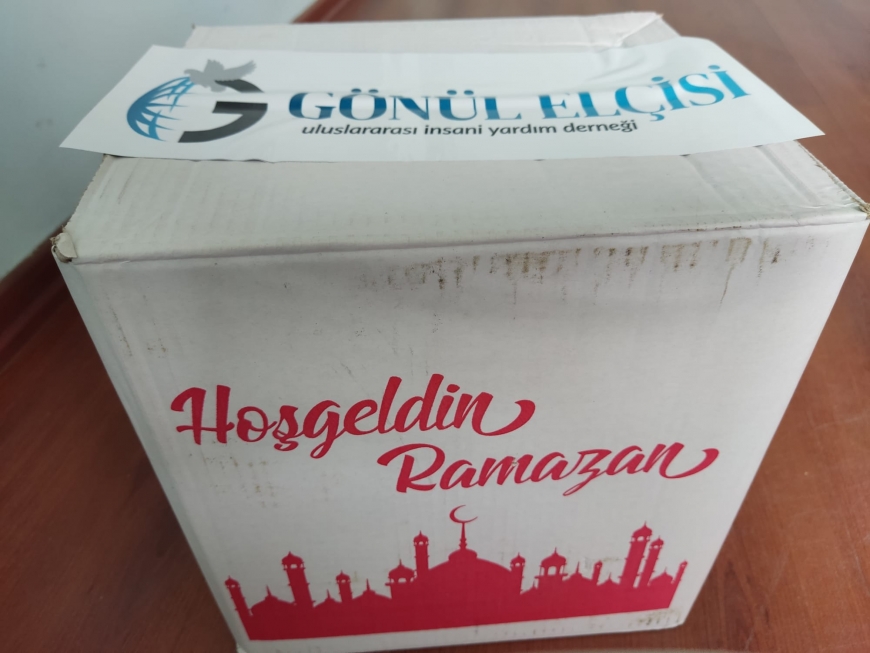 GÖNÜL ELÇİSİ
uluslararası insani yardım derneği
Hoşgeldin
Ramazan